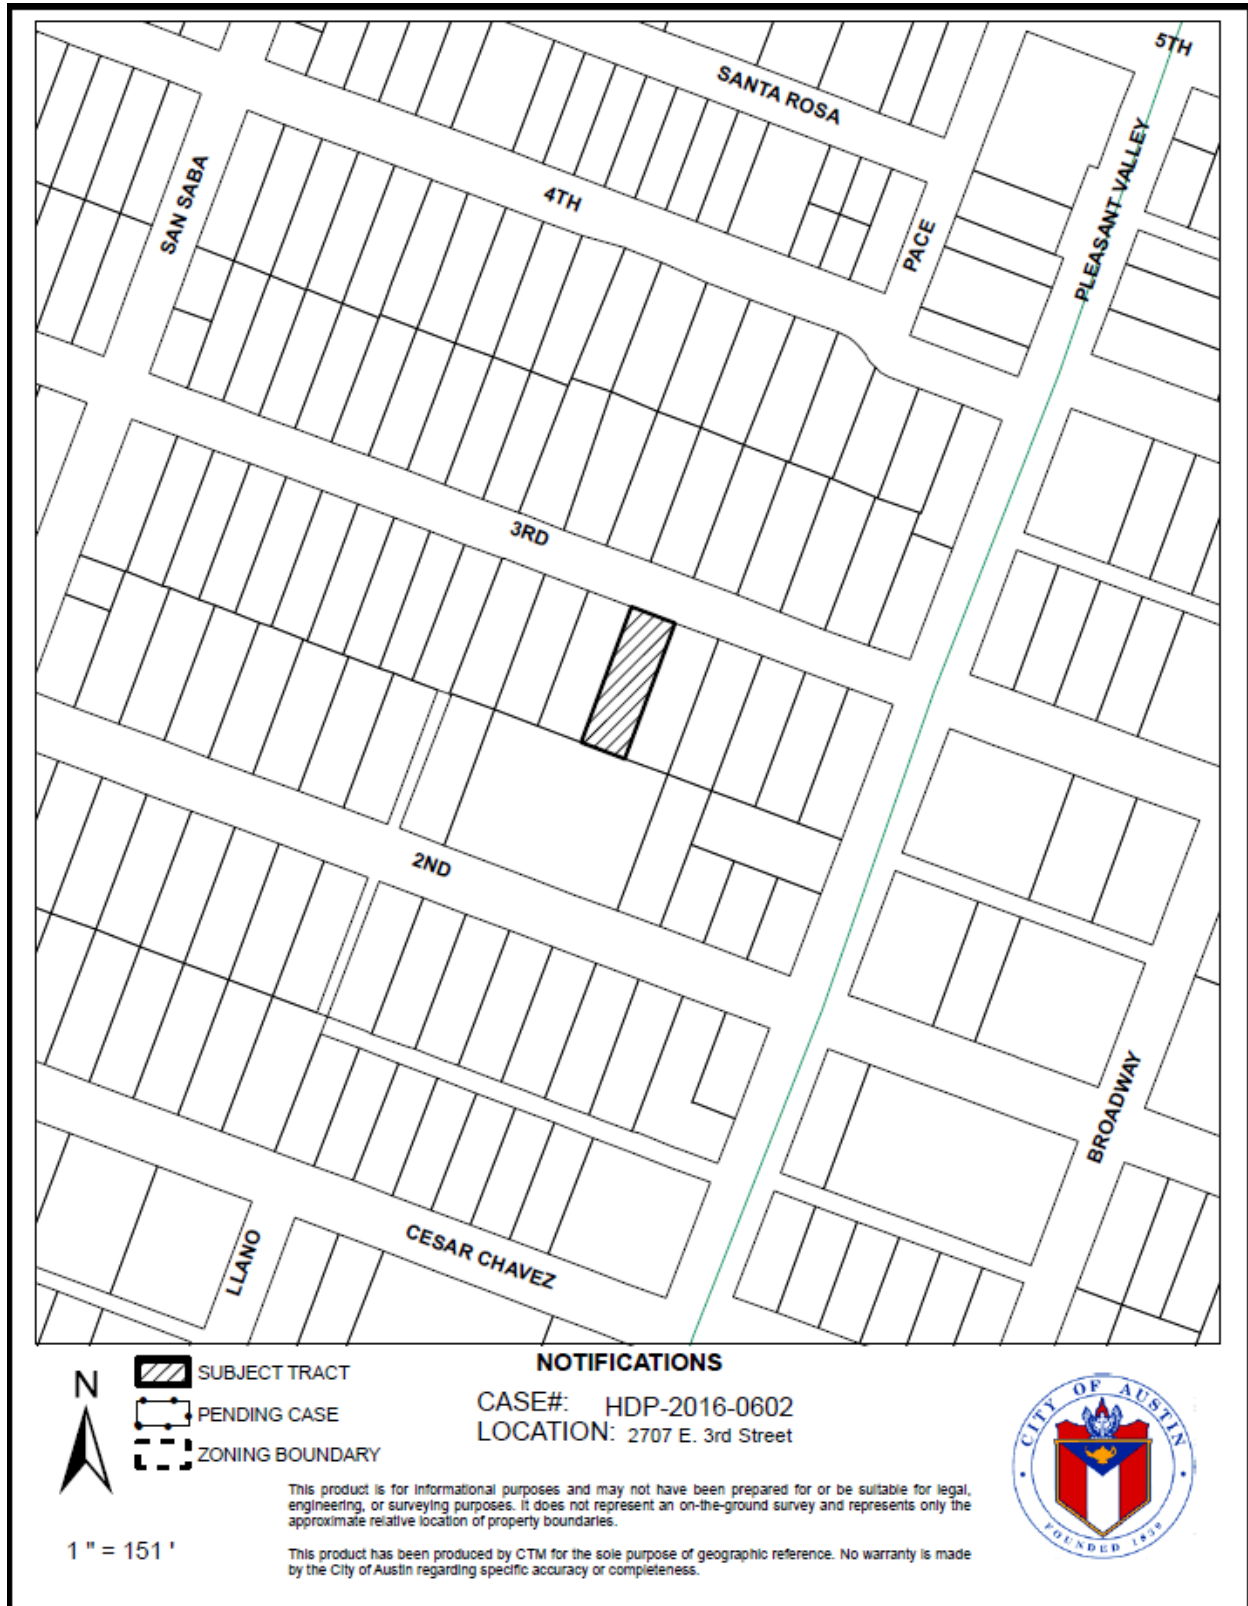 5TH
SANTA ROSA
PLEASANT VALLEY
SAN SABA
4TH
PACE
3RD
2ND
BROADWAY
CESAR CHAVEZ
LLANO
N
SUBJECT TRACT
PENDING CASE
ZONING BOUNDARY
1 " = 151 '
NOTIFICATIONS
CASE#: HDP-2016-0602
LOCATION: 2707 E. 3rd Street
This product is for informational purposes and may not have been prepared for or be suitable for legal,
engineering, or surveying purposes. It does not represent an on-the-ground survey and represents only the
approximate relative location of property boundaries.
This product has been produced by CTM for the sole purpose of geographic reference. No warranty is made
by the City of Austin regarding specific accuracy or completeness.
CITY OF AUSTIN
FOUNDED 1839